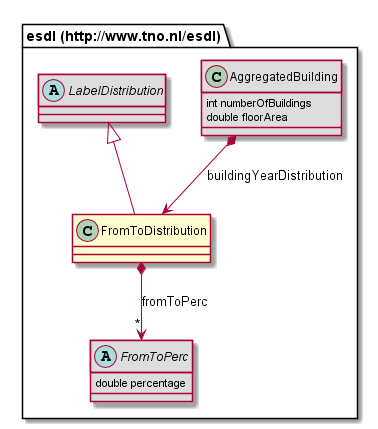 esdl (http://www.tno.nl/esdl)
A LabelDistribution
C AggregatedBuilding
int numberOfBuildings
double floorArea
buildingYearDistribution
C FromToDistribution
fromToPerc
*
A FromToPerc
double percentage